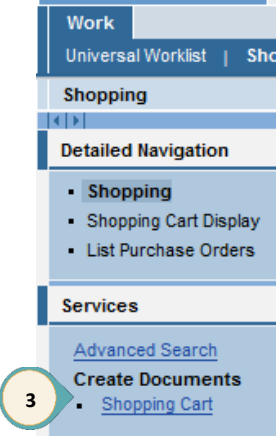 Work
Universal Worklist | Sho
Shopping
Detailed Navigation
Shopping
Shopping Cart Display
List Purchase Orders
Services
Advanced Search
Create Documents
3
Shopping Cart